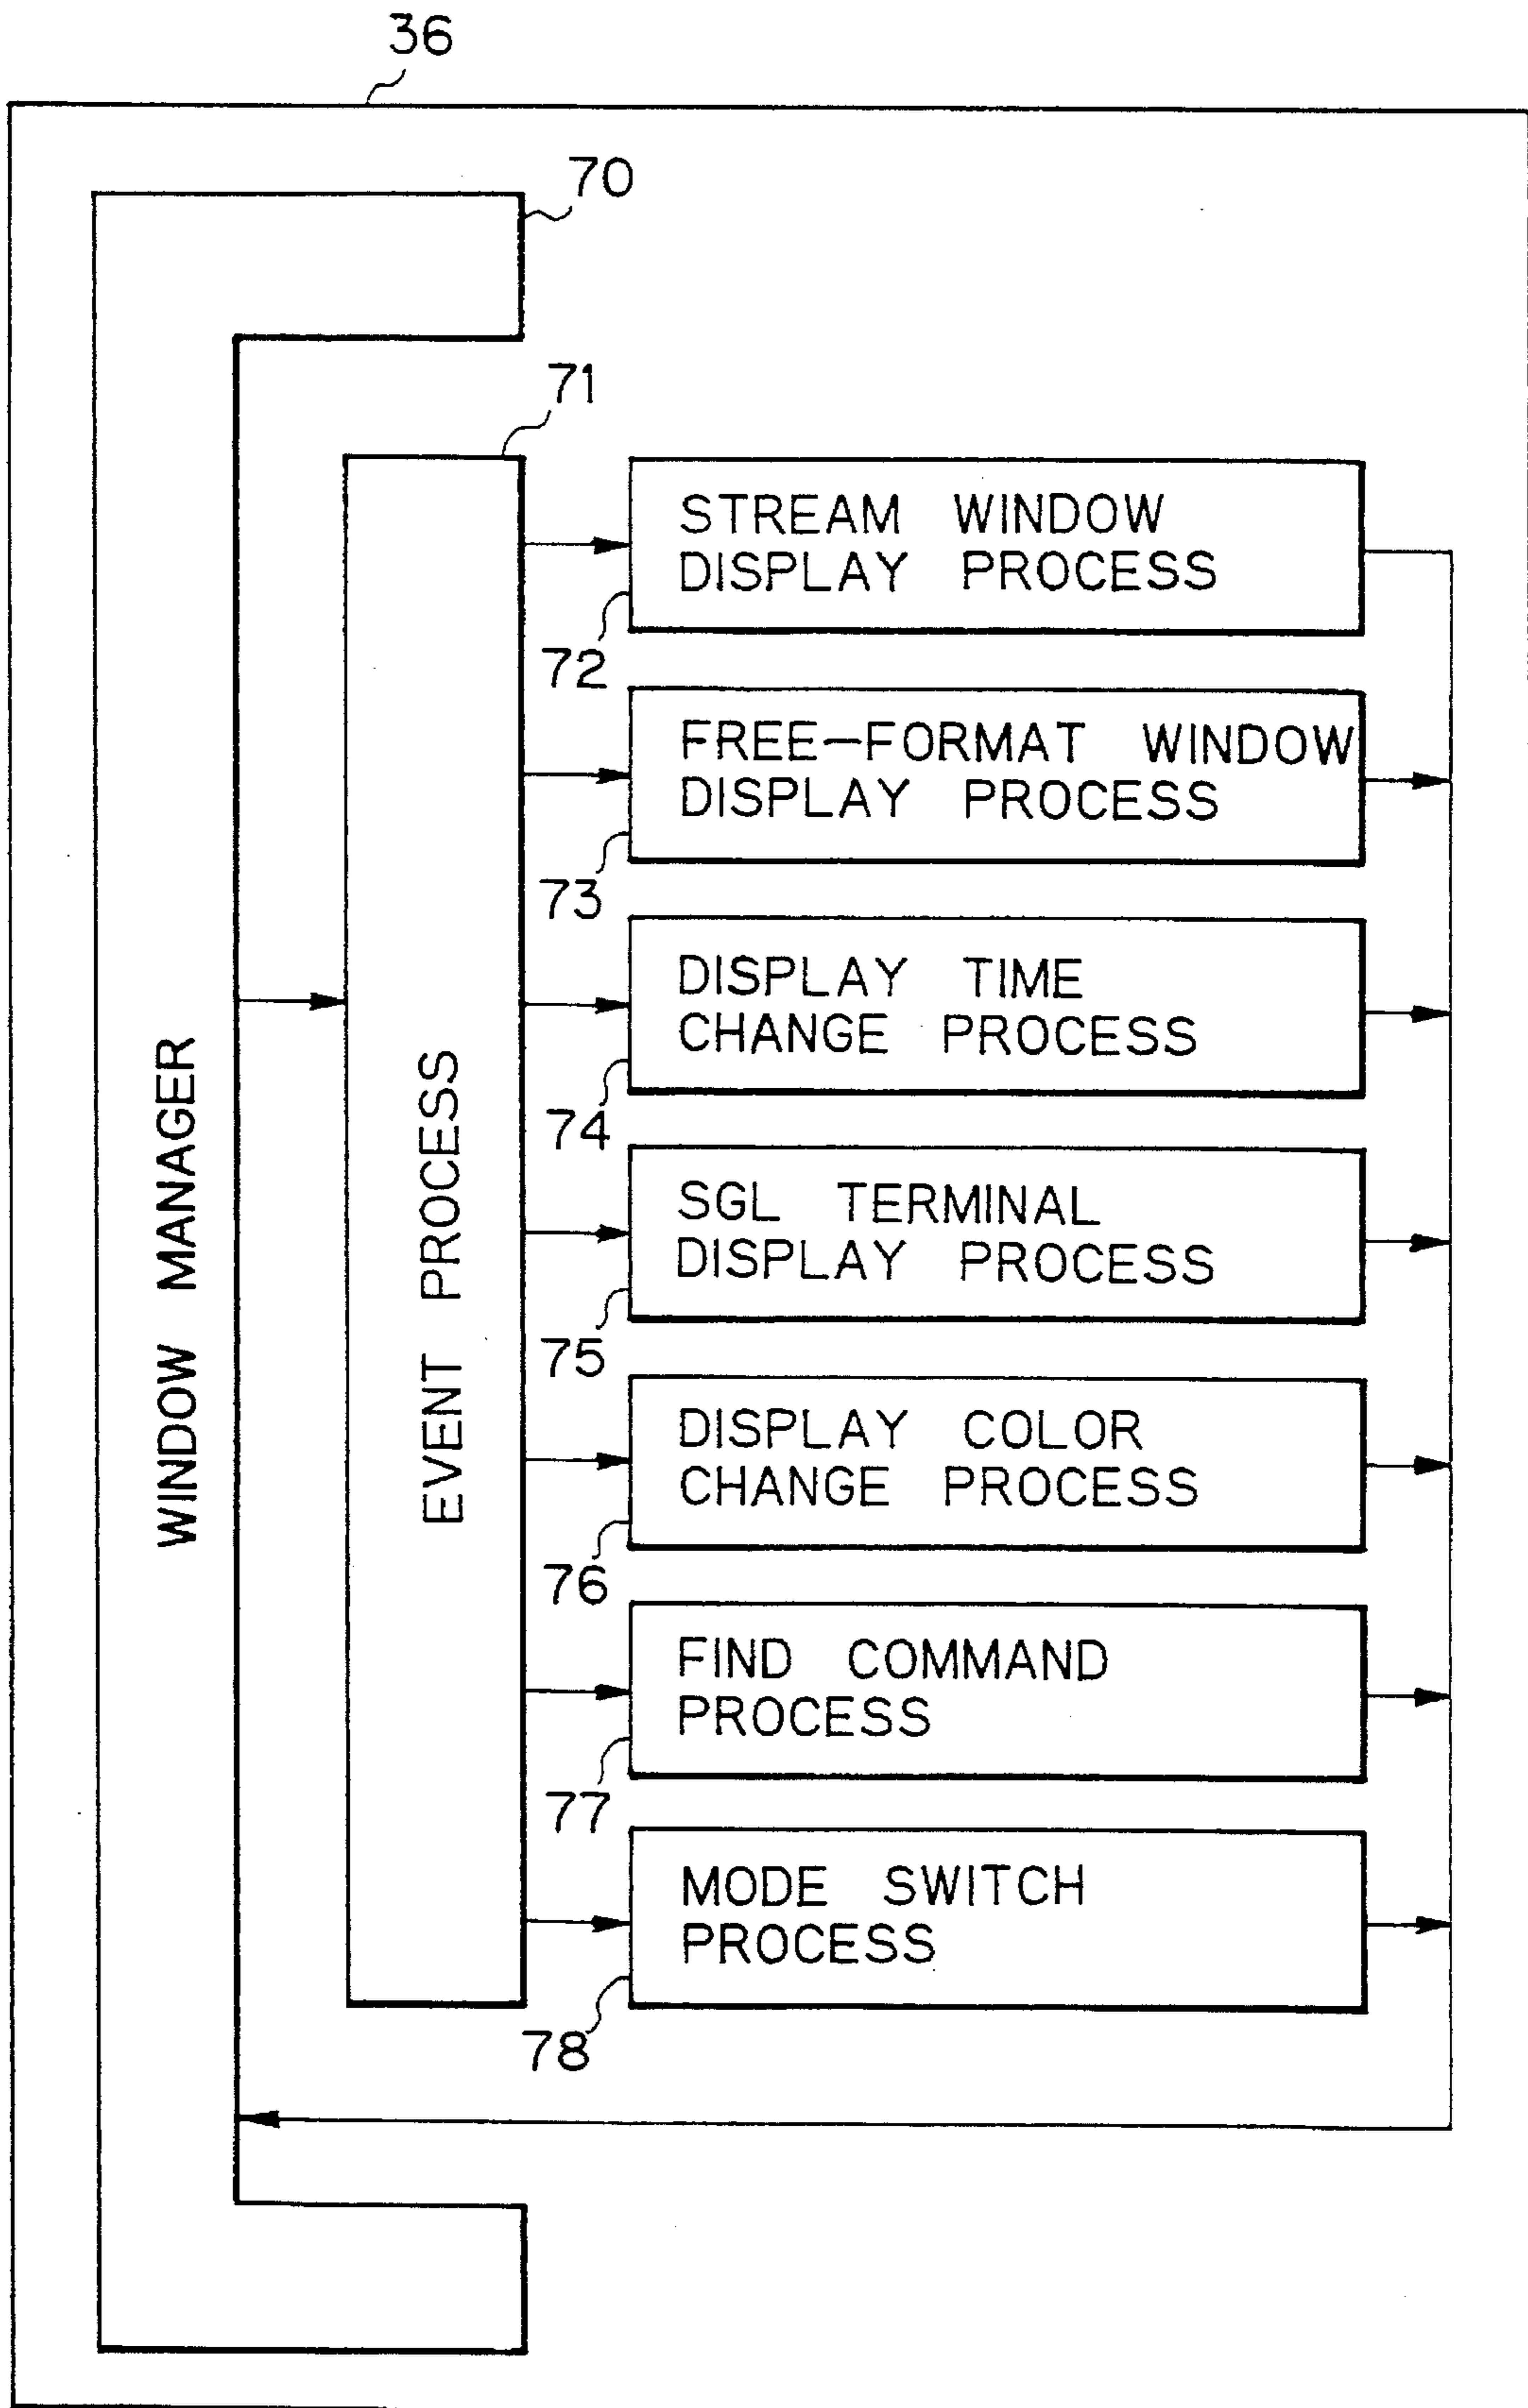 36
70
71
WINDOW MANAGER
EVENT PROCESS
STREAM WINDOW
DISPLAY PROCESS
72
FREE-FORMAT WINDOW
DISPLAY PROCESS
73
DISPLAY TIME
CHANGE PROCESS
74
SGL TERMINAL
DISPLAY PROCESS
75
DISPLAY COLOR
CHANGE PROCESS
76
FIND COMMAND
PROCESS
77
MODE SWITCH
PROCESS
78